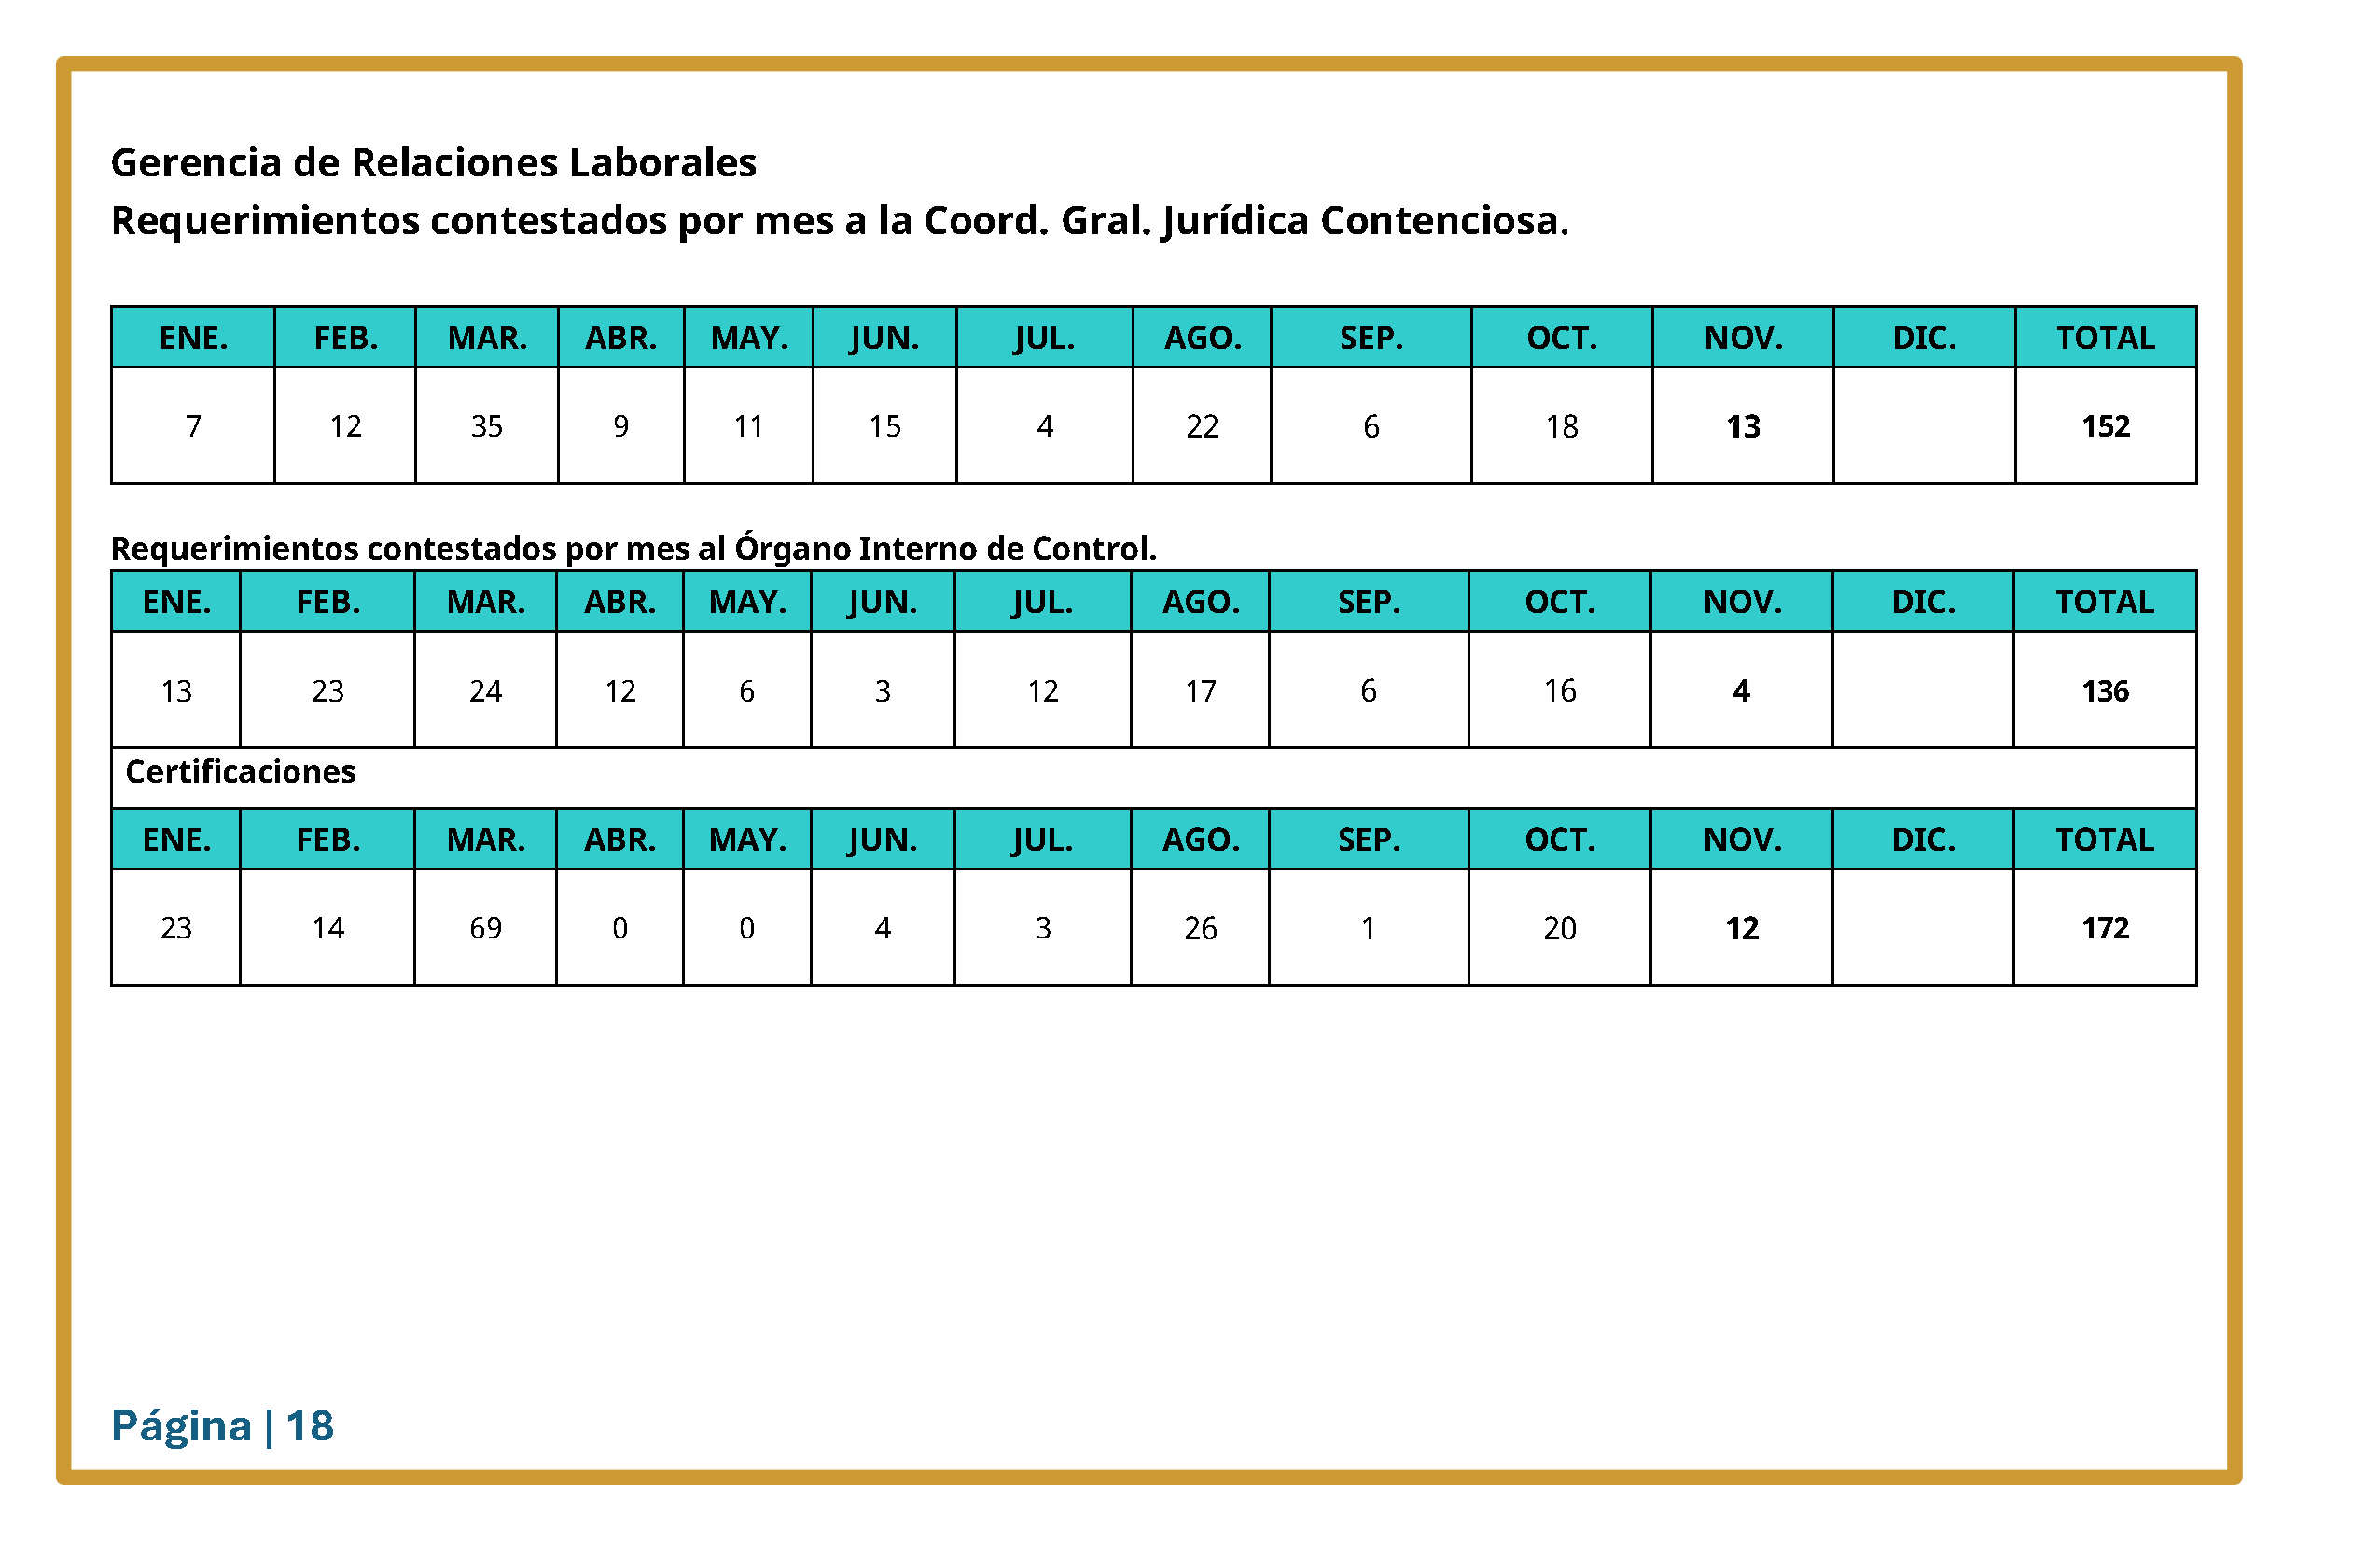 Gerencia de Relaciones Laborales
Requerimientos contestados por mes a la Coord. Gral. Jurídica Contenciosa.
ENE. FEB. MAR. ABR. MAY. JUN. JUL. AGO. SEP. OCT. NOV. DIC. TOTAL
7 12 35 9 11 15 4 22 6 18 13 152
Requerimientos contestados por mes al Órgano Interno de Control.
ENE. FEB. MAR. ABR. MAY. JUN. JUL. AGO. SEP. OCT. NOV. DIC. TOTAL
13 23 24 12 6 3 12 17 6 16 4 136
Certificaciones
ENE. FEB. MAR. ABR. MAY. JUN. JUL. AGO. SEP. OCT. NOV. DIC. TOTAL
23 14 69 0 0 4 3 26 1 20 12 172
Página | 18